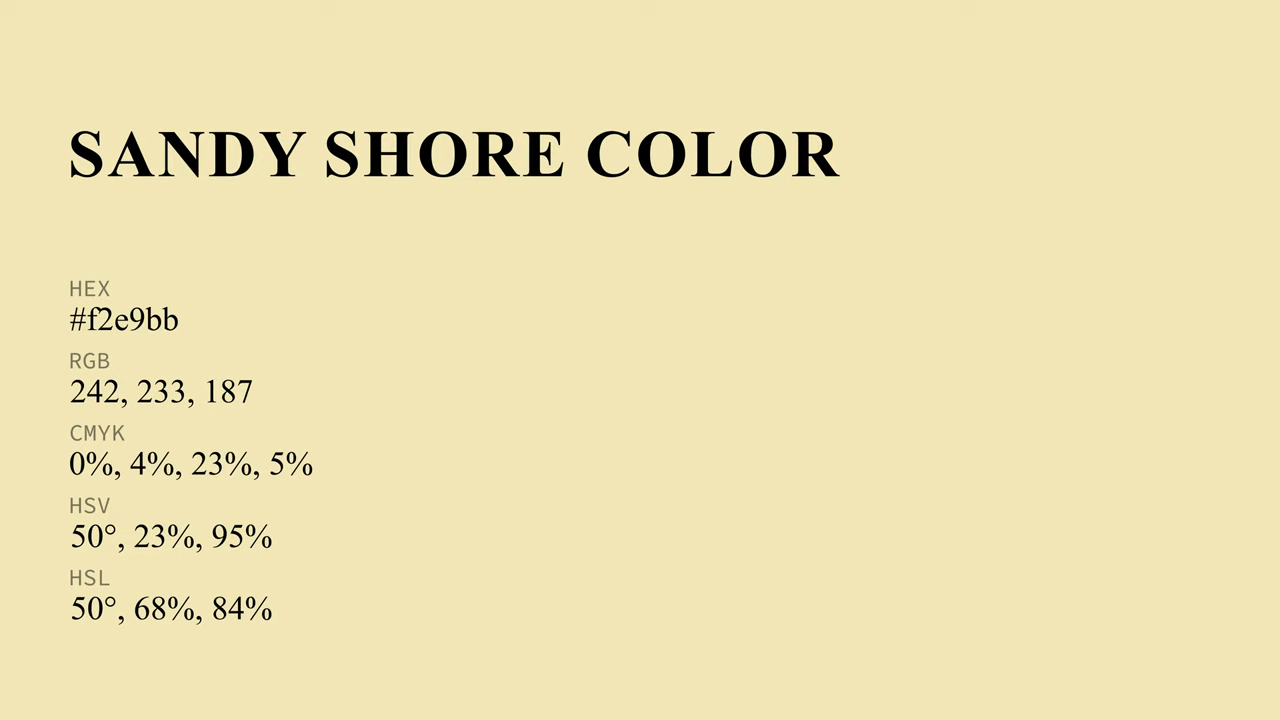 SANDY SHORE COLOR
HEX
#f2e9bb
RGB
242, 233, 187
CMYK
0%, 4%, 23%, 5%
HSV
50°, 23%, 95%
HSL
50°, 68%, 84%